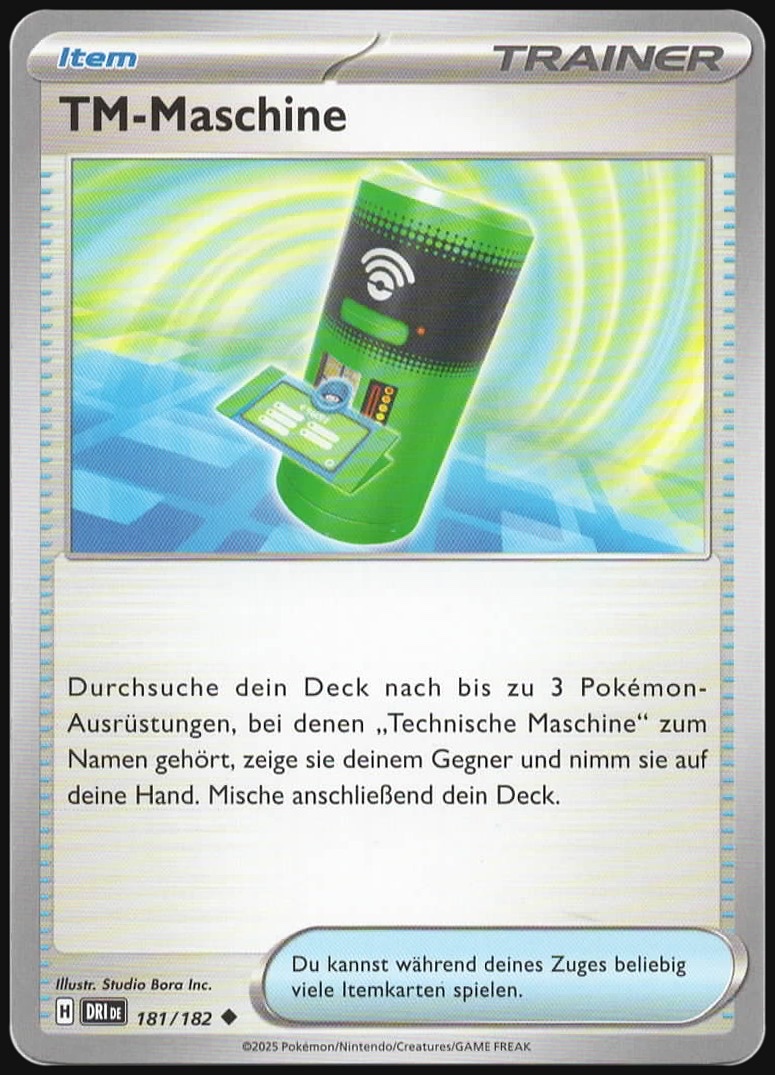 Item
TRAINER
TM-Maschine
Durchsuche dein Deck nach bis zu 3 Pokémon-
Ausrüstungen, bei denen „Technische Maschine“ zum
Namen gehört, zeige sie deinem Gegner und nimm sie auf
deine Hand. Mische anschließend dein Deck.
Du kannst während deines Zuges beliebig
viele Itemkarten spielen.
Illustr. Studio Bora Inc.
H DRI DE 181/182
©2025 Pokémon/Nintendo/Creatures/GAME FREAK